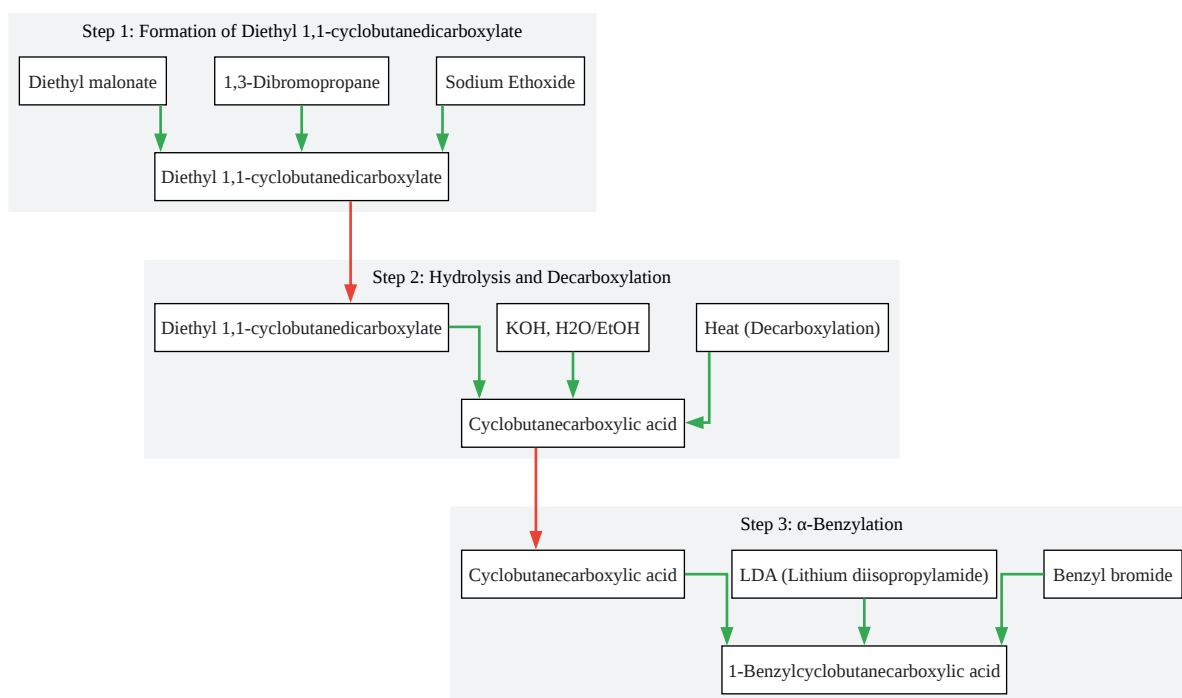 Step 1: Formation of Diethyl 1,1-cyclobutanedicarboxylate
Diethyl malonate
1,3-Dibromopropane
Sodium Ethoxide
Diethyl 1,1-cyclobutanedicarboxylate
Step 2: Hydrolysis and Decarboxylation
Diethyl 1,1-cyclobutanedicarboxylate
KOH, H2O/EtOH
Heat (Decarboxylation)
Cyclobutanecarboxylic acid
Step 3: α-Benzylation
Cyclobutanecarboxylic acid
LDA (Lithium diisopropylamide)
Benzyl bromide
1-Benzylcyclobutanecarboxylic acid